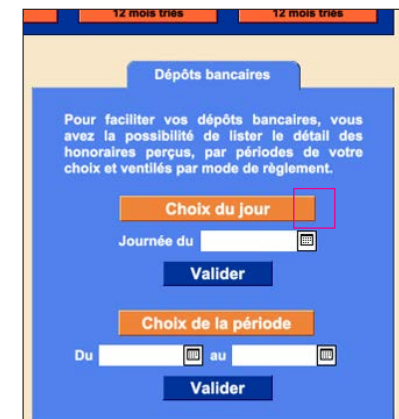 12 mois triés 12 mois triés
Dépôts bancaires
Pour faciliter vos dépôts bancaires, vous
avez la possibilité de lister le détail des
honoraires perçus, par périodes de votre
choix et ventilés par mode de règlement.
Choix du jour
Journée du
Valider
Choix de la période
Du au
Valider